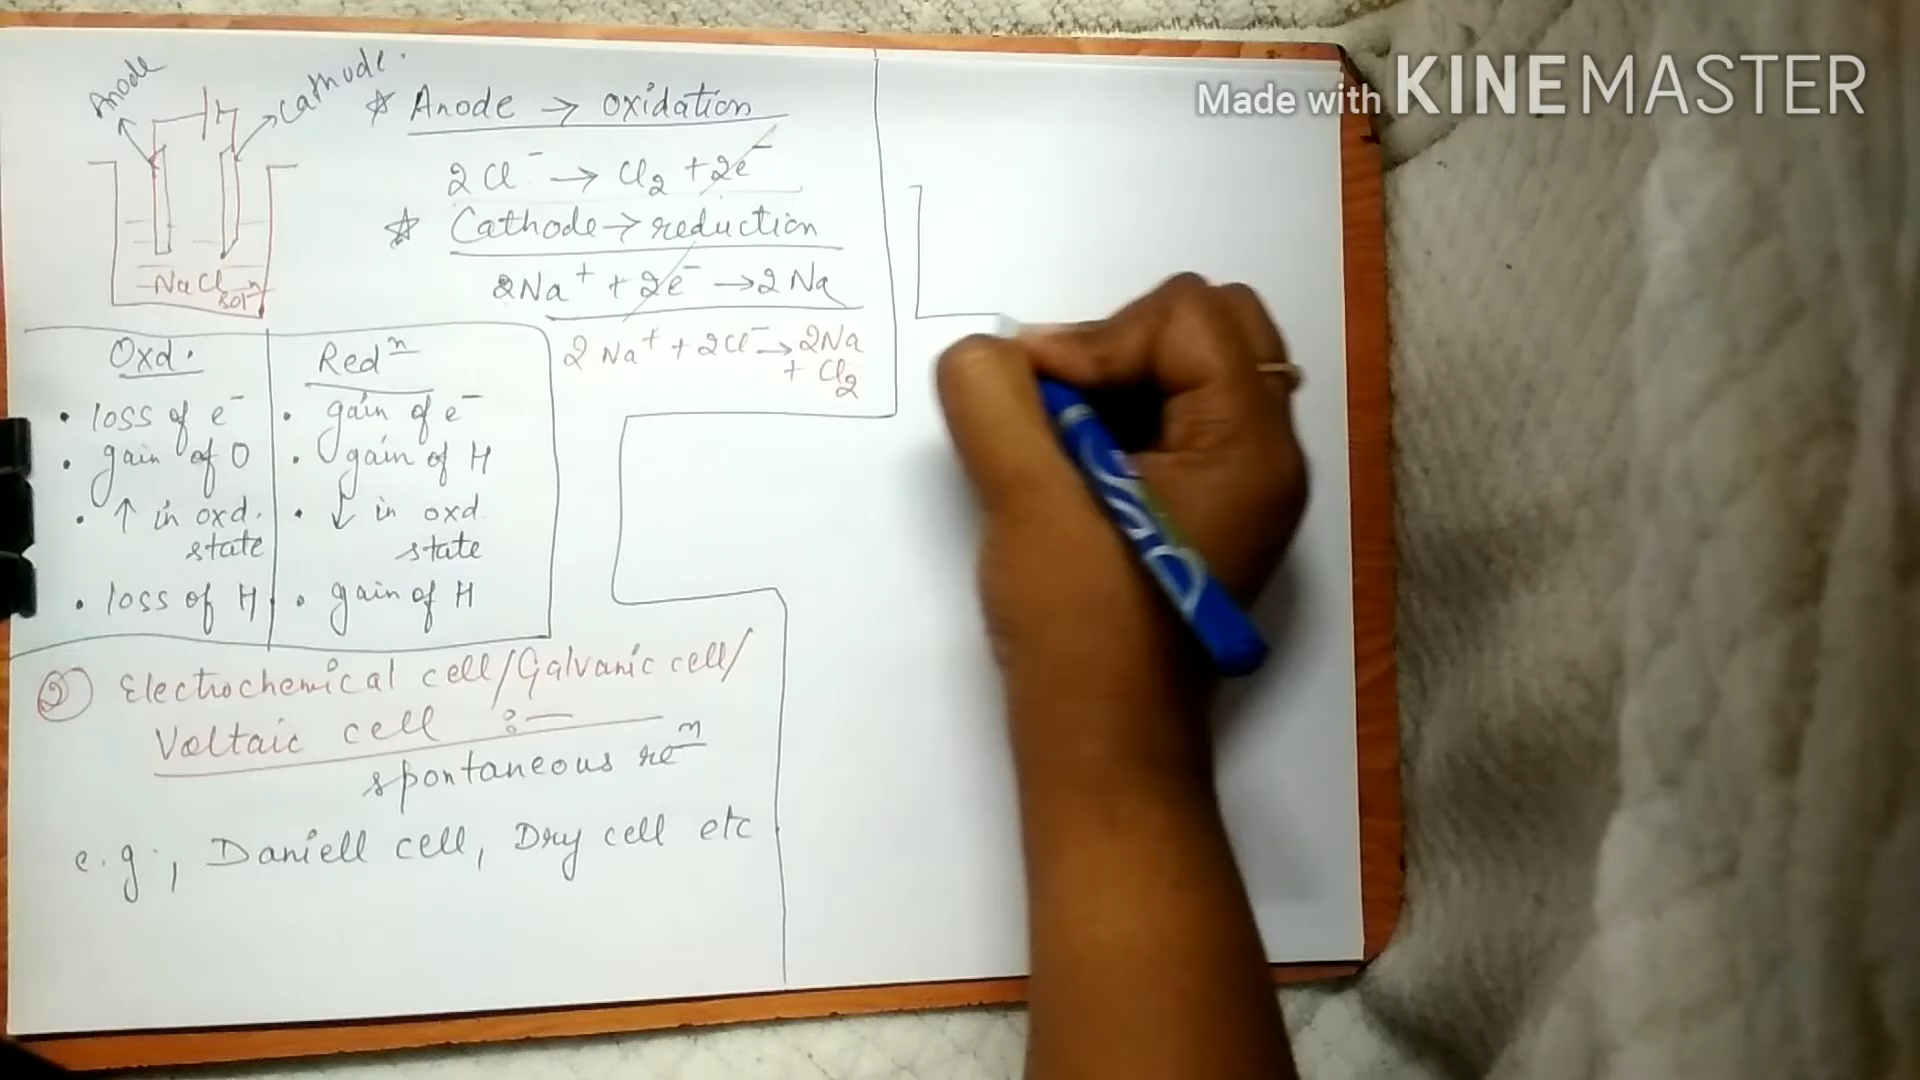 Made with KINEMASTER
Anode
Cathode.
☆ Anode → oxidation
2Cl⁻ → Cl₂ + 2e⁻
☆ Cathode → reduction
2Na⁺ + 2e⁻ → 2Na
2Na⁺ + 2Cl⁻ → 2Na
+ Cl₂
NaCl
solⁿ
Oxd.
• loss of e⁻
• gain of O
• ↑ in oxd.
state
• loss of H
Redⁿ
• gain of e⁻
• gain of H
• ↓ in oxd
state
• gain of H
② Electrochemical cell/Galvanic cell/
Voltaic cell :—
spontaneous reⁿ
e.g., Daniell cell, Dry cell etc